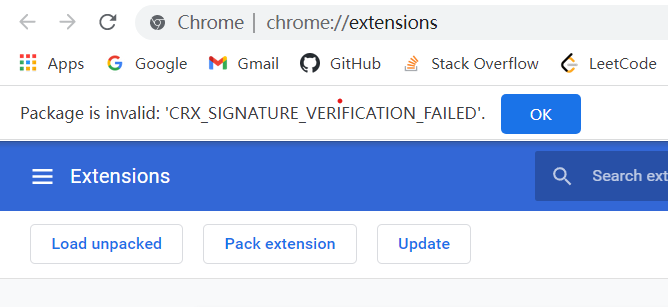 Chrome | chrome://extensions
Apps Google Gmail GitHub Stack Overflow LeetCode
Package is invalid: 'CRX_SIGNATURE_VERIFICATION_FAILED'. OK
Extensions Search ext
Load unpacked Pack extension Update